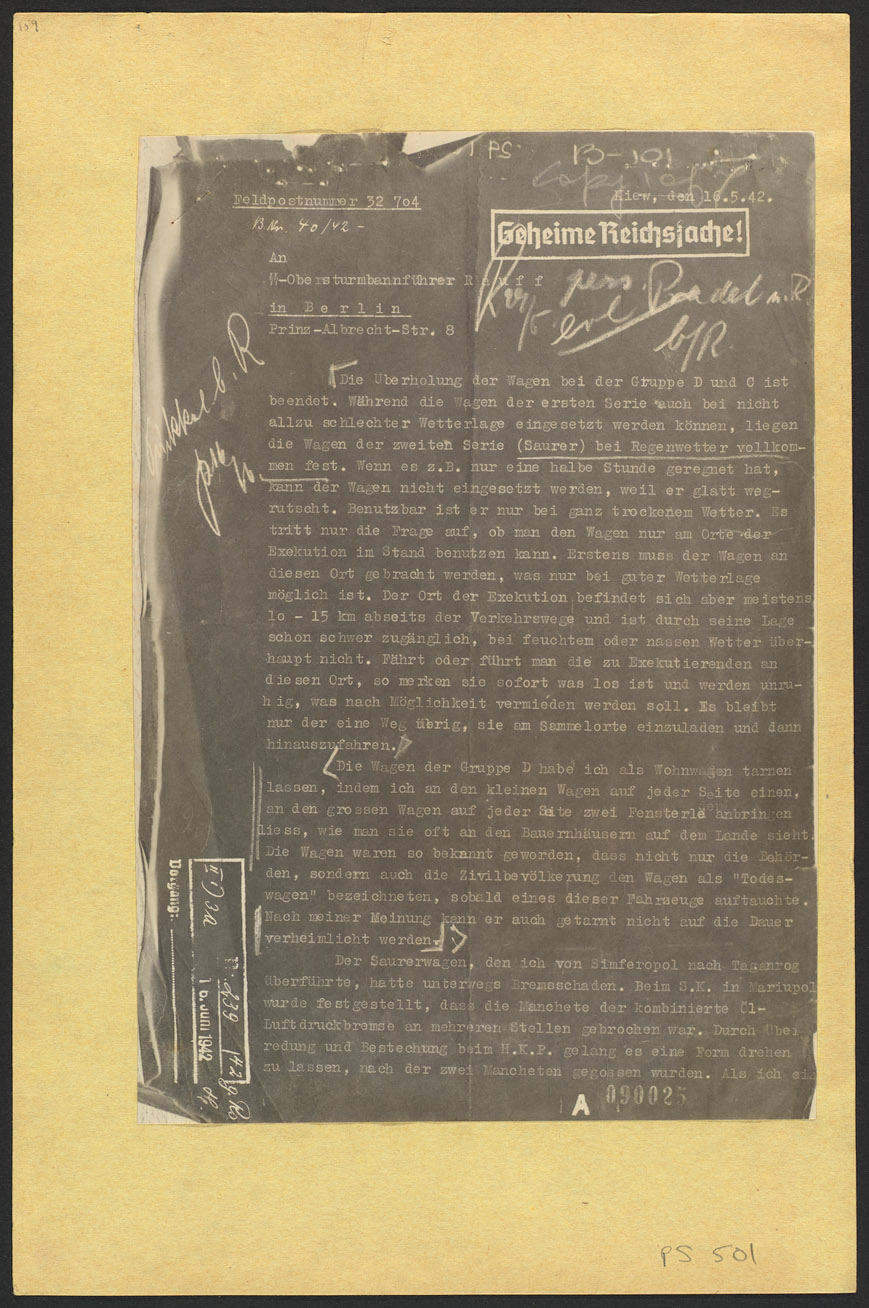 159
PS
B-101
Feldpostnummer 32 7o4
Kiew, den 16.5.42.
B.Nr. 40/42 -
Geheime Reichssache!
An
SS-Obersturmbannführer R a u f f
in B e r l i n
Prinz-Albrecht-Str. 8
pers. Pradel n.R.
b/R.
Die Überholung der Wagen bei der Gruppe D und C ist
beendet. Während die Wagen der ersten Serie auch bei nicht
allzu schlechter Wetterlage eingesetzt werden können, liegen
die Wagen der zweiten Serie (Saurer) bei Regenwetter vollkom-
men fest. Wenn es z.B. nur eine halbe Stunde geregnet hat,
kann der Wagen nicht eingesetzt werden, weil er glatt weg-
rutscht. Benutzbar ist er nur bei ganz trockenem Wetter. Es
tritt nur die Frage auf, ob man den Wagen nur am Orte der
Exekution im Stand benutzen kann. Erstens muss der Wagen an
diesen Ort gebracht werden, was nur bei guter Wetterlage
möglich ist. Der Ort der Exekution befindet sich aber meistens
1o - 15 km abseits der Verkehrswege und ist durch seine Lage
schon schwer zugänglich, bei feuchtem oder nassen Wetter über-
haupt nicht. Fährt oder führt man die zu Exekutierenden an
diesen Ort, so merken sie sofort was los ist und werden unru-
hig, was nach Möglichkeit vermieden werden soll. Es bleibt
nur der eine Weg übrig, sie am Sammelorte einzuladen und dann
hinauszufahren.
Die Wagen der Gruppe D habe ich als Wohnwagen tarnen
lassen, indem ich an den kleinen Wagen auf jeder Seite einen,
an den grossen Wagen auf jeder Seite zwei Fensterläden anbringen
liess, wie man sie oft an den Bauernhäusern auf dem Lande sieht.
Die Wagen waren so bekannt geworden, dass nicht nur die Behör-
den, sondern auch die Zivilbevölkerung den Wagen als "Todes-
wagen" bezeichneten, sobald eines dieser Fahrzeuge auftauchte.
Nach meiner Meinung kann er auch getarnt nicht auf die Dauer
verheimlicht werden.
Der Saurerwagen, den ich von Simferopol nach Taganrog
überführte, hatte unterwegs Bremsschaden. Beim S.K. in Mariupol
wurde festgestellt, dass die Manchete der kombinierte Öl-
Luftdruckbremse an mehreren Stellen gebrochen war. Durch Über
redung und Bestechung beim H.K.P. gelang es eine Form drehen
zu lassen, nach der zwei Mancheten gegossen wurden. Als ich ei
Vorgang:
II D 3a
239/42 g.Rs
16. Juni 1942
A 090025
PS 501